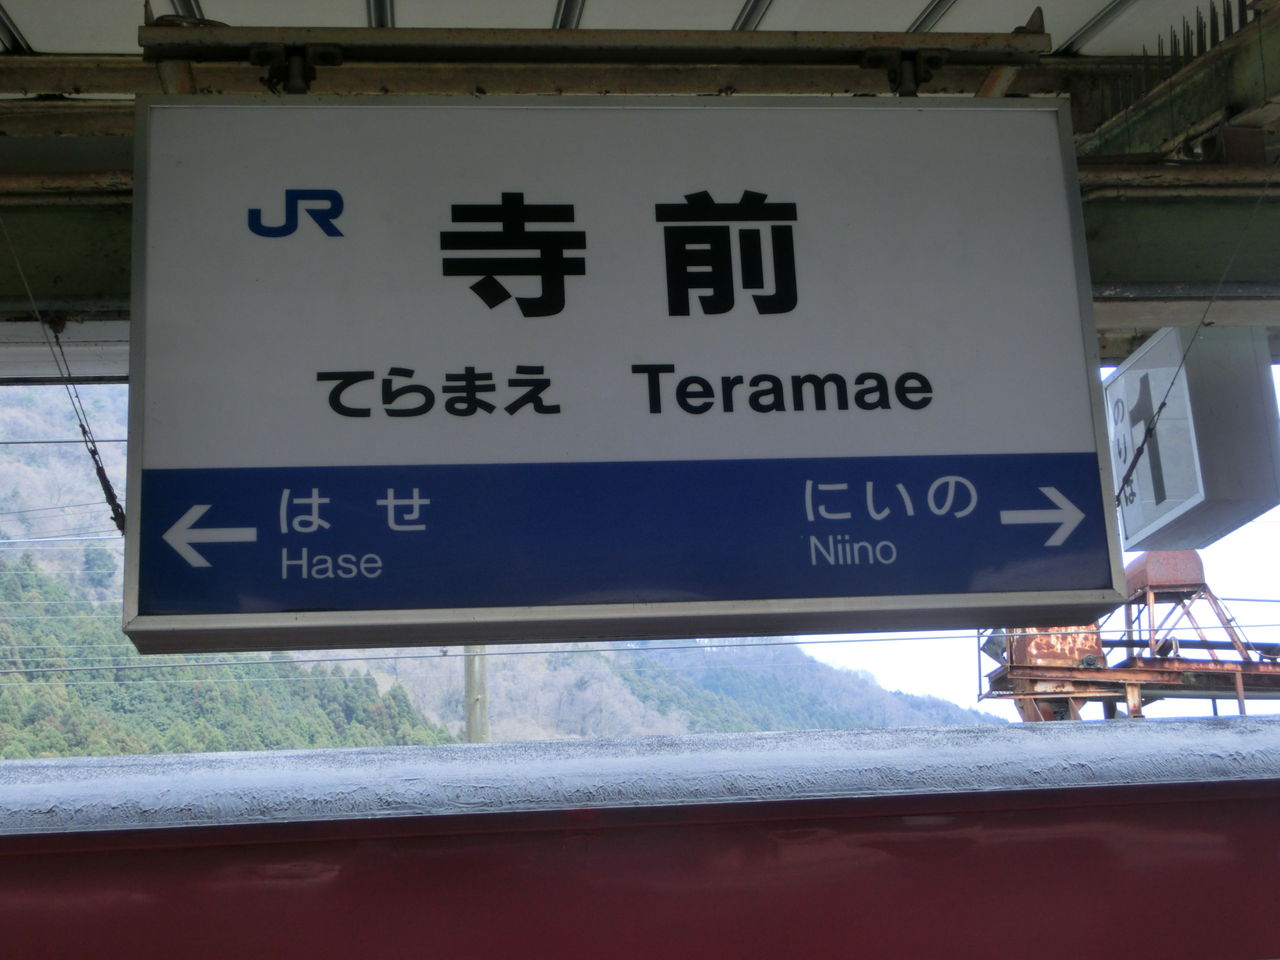 JR 寺前
てらまえ Teramae
はせ にいの
Hase Niino
のりば 1